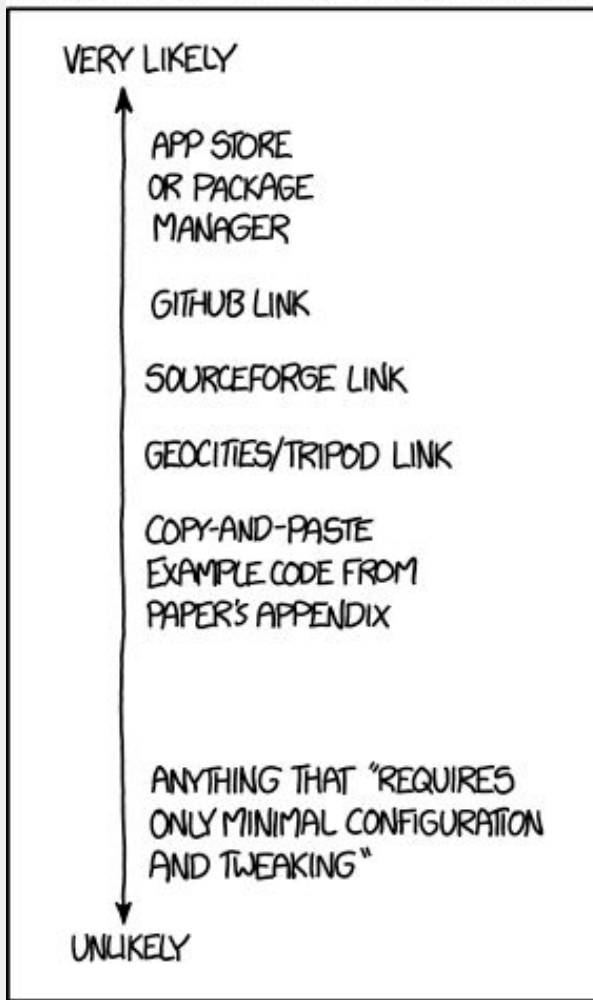 VERY LIKELY
APP STORE
OR PACKAGE
MANAGER
GITHUB LINK
SOURCEFORGE LINK
GEOCITIES/TRIPOD LINK
COPY-AND-PASTE
EXAMPLE CODE FROM
PAPER'S APPENDIX
ANYTHING THAT "REQUIRES
ONLY MINIMAL CONFIGURATION
AND TWEAKING"
UNLIKELY